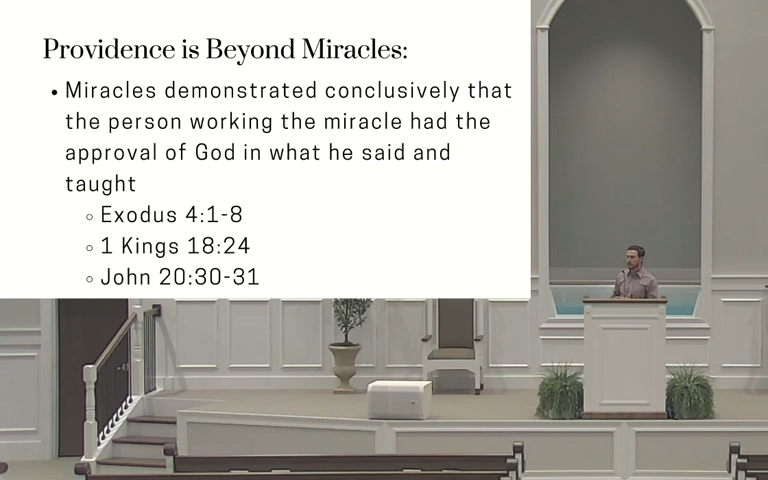 Providence is Beyond Miracles:
• Miracles demonstrated conclusively that
the person working the miracle had the
approval of God in what he said and
taught
◦ Exodus 4:1-8
◦ 1 Kings 18:24
◦ John 20:30-31